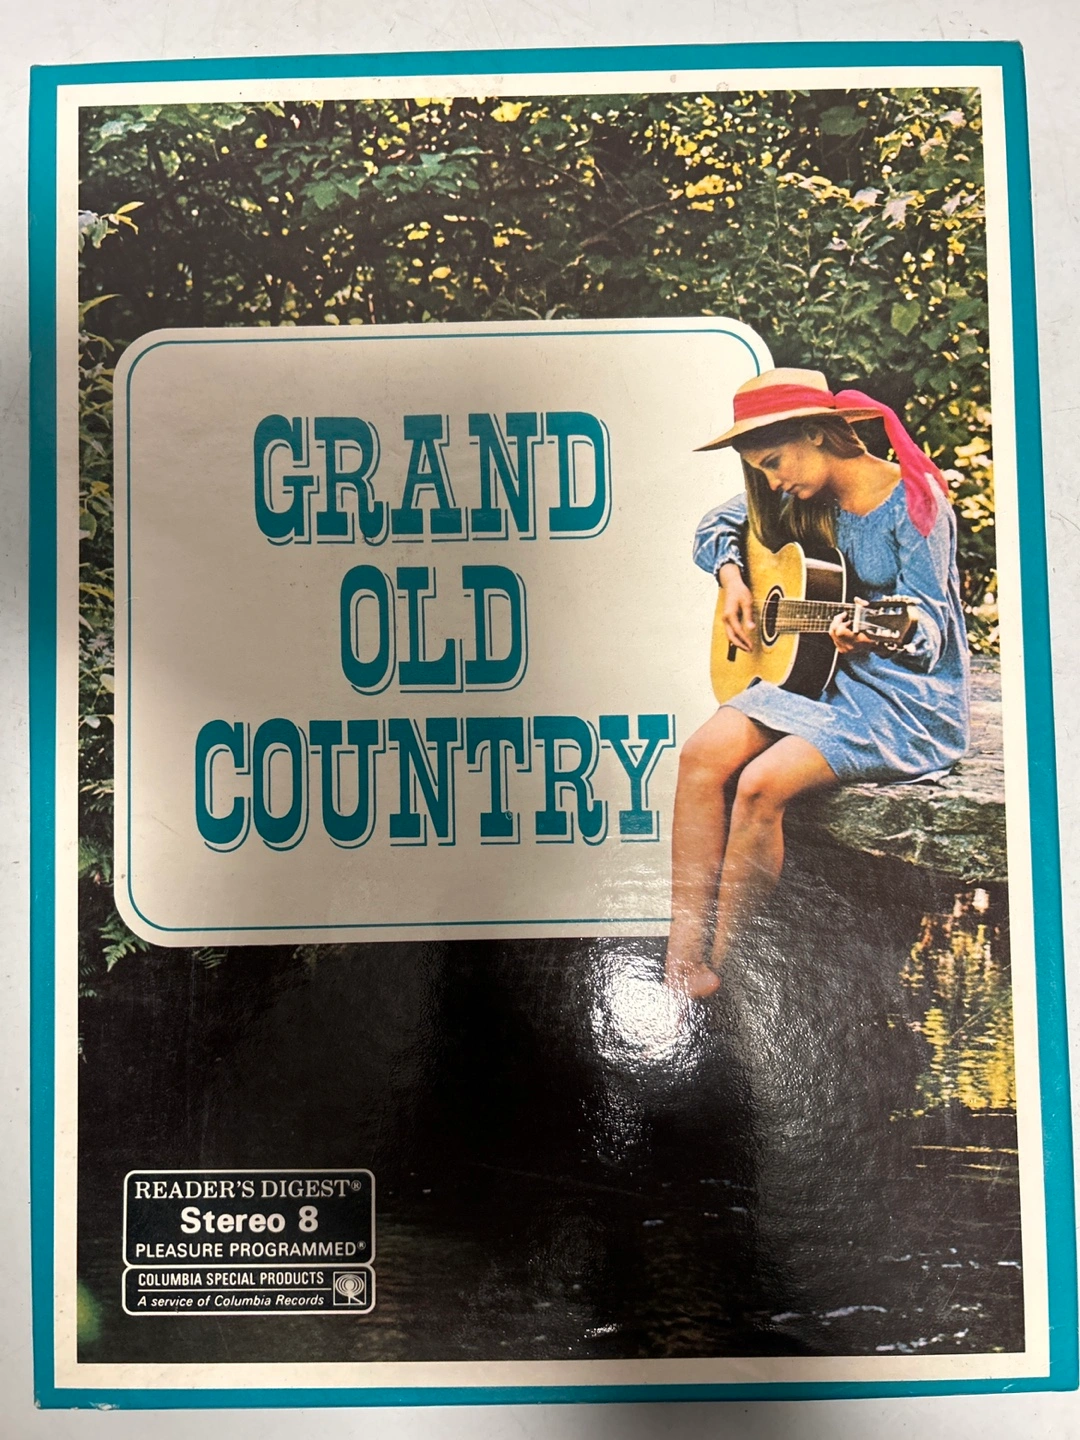 GRAND
OLD
COUNTRY
READER'S DIGEST®
Stereo 8
PLEASURE PROGRAMMED®
COLUMBIA SPECIAL PRODUCTS
A service of Columbia Records